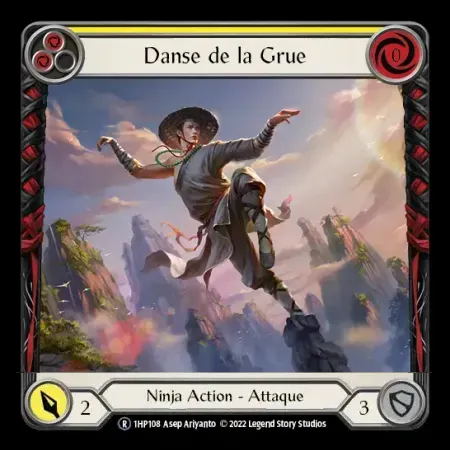 Danse de la Grue
0
Ninja Action - Attaque
2
3
R 1HP108 Asep Ariyanto © 2022 Legend Story Studios